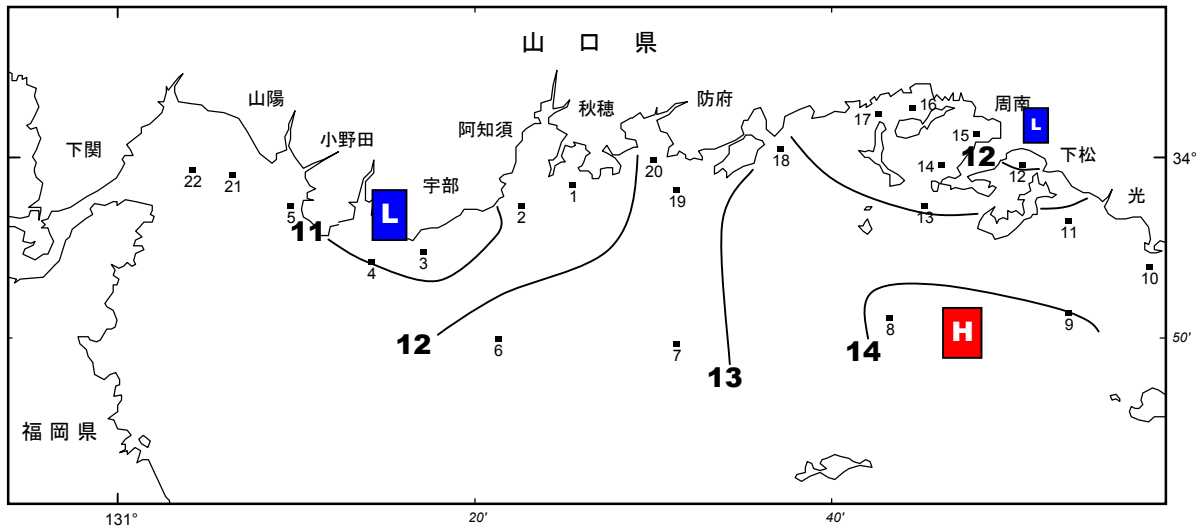 山 口 県
山陽
小野田
下関
阿知須
秋穂
防府
周南
下松
光
宇部
福岡県
L
L
H
11
12
12
13
14
1
2
3
4
5
6
7
8
9
10
11
12
13
14
15
16
17
18
19
20
21
22
34°
50'
131°
20'
40'